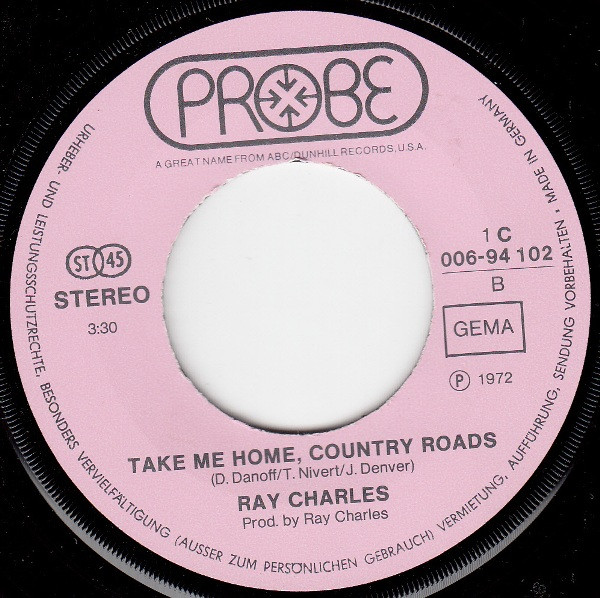 PROBE
A GREAT NAME FROM ABC/DUNHILL RECORDS, U.S.A.
URHEBER- UND LEISTUNGSSCHUTZRECHTE, BESONDERS VERVIELFÄLTIGUNG (AUSSER ZUM PERSÖNLICHEN GEBRAUCH) VERMIETUNG, AUFFÜHRUNG, SENDUNG VORBEHALTEN • MADE IN GERMANY
ST 45
STEREO
3:30
1 C
006-94 102
B
GEMA
Ⓟ 1972
TAKE ME HOME, COUNTRY ROADS
(D. Danoff/T. Nivert/J. Denver)
RAY CHARLES
Prod. by Ray Charles